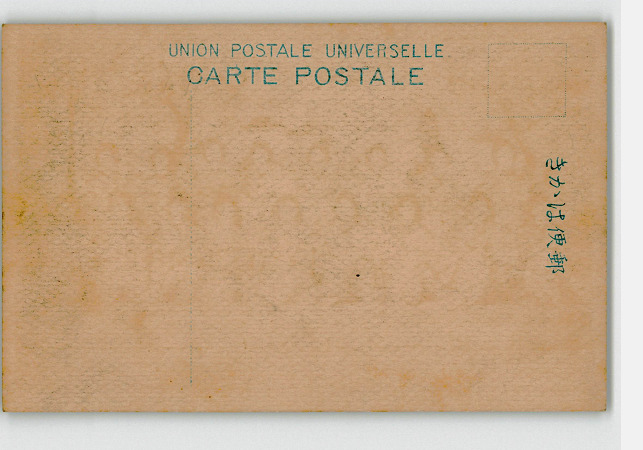 UNION POSTALE UNIVERSELLE.
CARTE POSTALE
郵便はかき